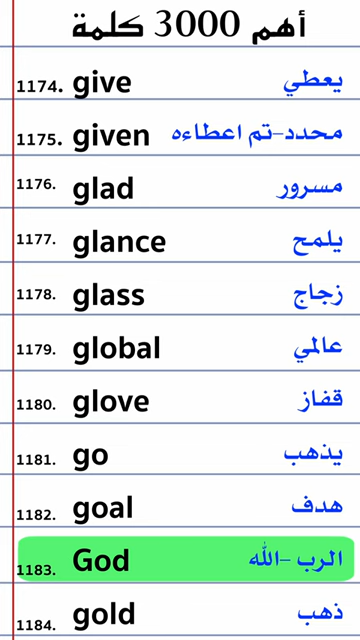 أهم 3000 كلمة
1174. give يعطي
1175. given محدد-تم اعطاءه
1176. glad مسرور
1177. glance يلمح
1178. glass زجاج
1179. global عالمي
1180. glove قفاز
1181. go يذهب
1182. goal هدف
1183. God الرب -الله
1184. gold ذهب